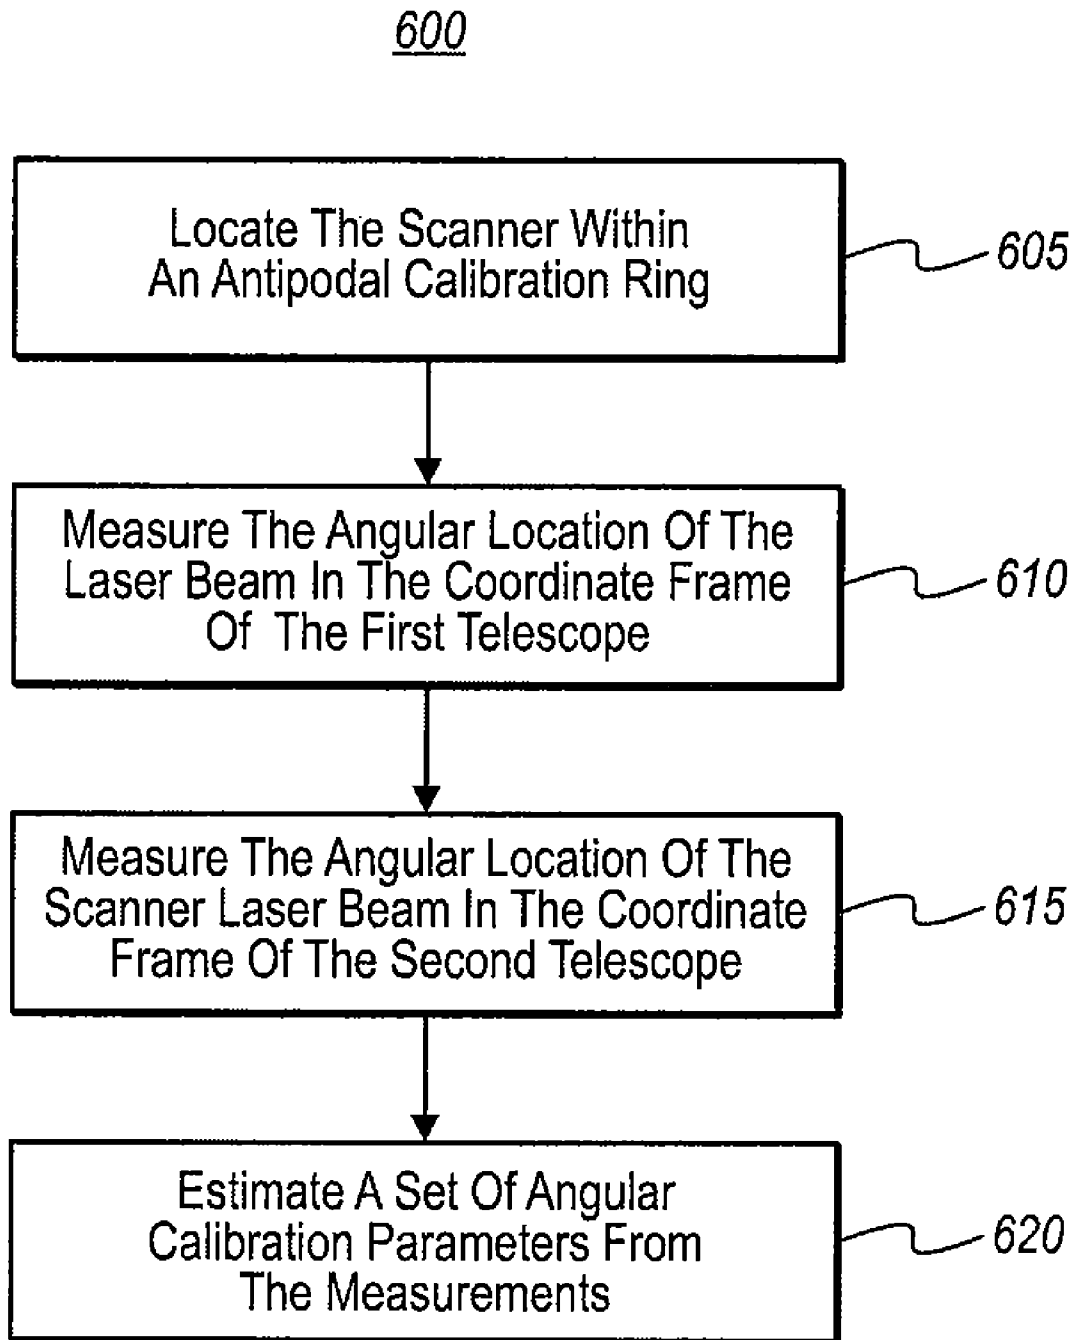 600
Locate The Scanner Within
An Antipodal Calibration Ring
605
Measure The Angular Location Of The
Laser Beam In The Coordinate Frame
Of The First Telescope
610
Measure The Angular Location Of The
Scanner Laser Beam In The Coordinate
Frame Of The Second Telescope
615
Estimate A Set Of Angular
Calibration Parameters From
The Measurements
620